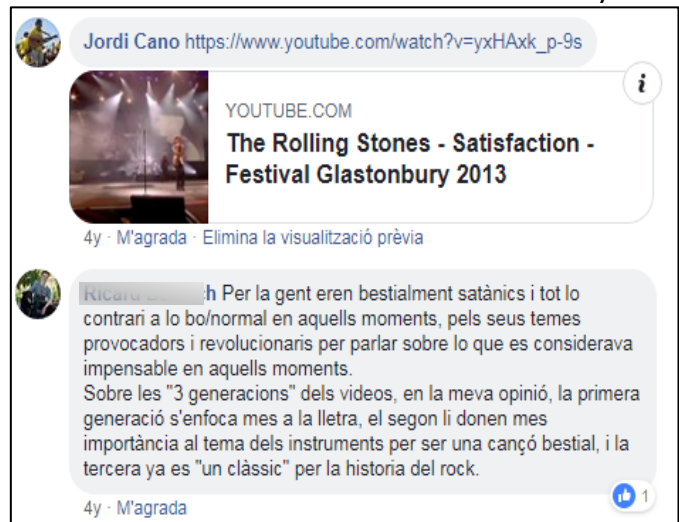 Jordi Cano https://www.youtube.com/watch?v=yxHAxk_p-9s
i
YOUTUBE.COM
The Rolling Stones - Satisfaction -
Festival Glastonbury 2013
4y · M'agrada · Elimina la visualització prèvia
Per la gent eren bestialment satànics i tot lo
contrari a lo bo/normal en aquells moments, pels seus temes
provocadors i revolucionaris per parlar sobre lo que es considerava
impensable en aquells moments.
Sobre les "3 generacions" dels videos, en la meva opinió, la primera
generació s'enfoca mes a la lletra, el segon li donen mes
importància al tema dels instruments per ser una cançó bestial, i la
tercera ya es "un clàssic" per la historia del rock.
1
4y · M'agrada